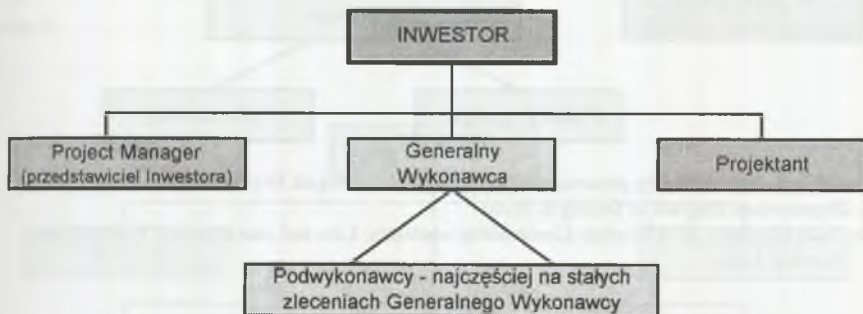 INWESTOR
Project Manager
(przedstawiciel Inwestora)
Generalny
Wykonawca
Projektant
Podwykonawcy - najczęściej na stałych
zleceniach Generalnego Wykonawcy